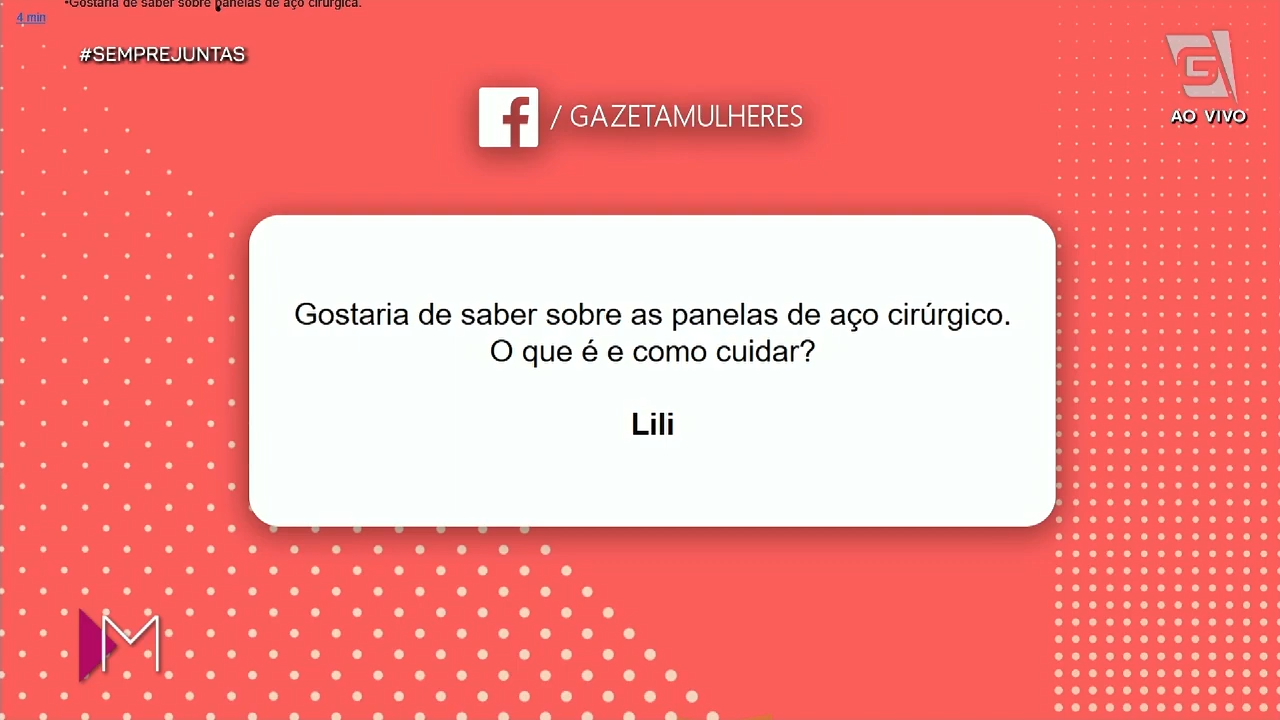 •Gostaria de saber sobre panelas de aço cirúrgica.
4 min
#SEMPREJUNTAS
/ GAZETAMULHERES
AO VIVO
Gostaria de saber sobre as panelas de aço cirúrgico.
O que é e como cuidar?
Lili
M